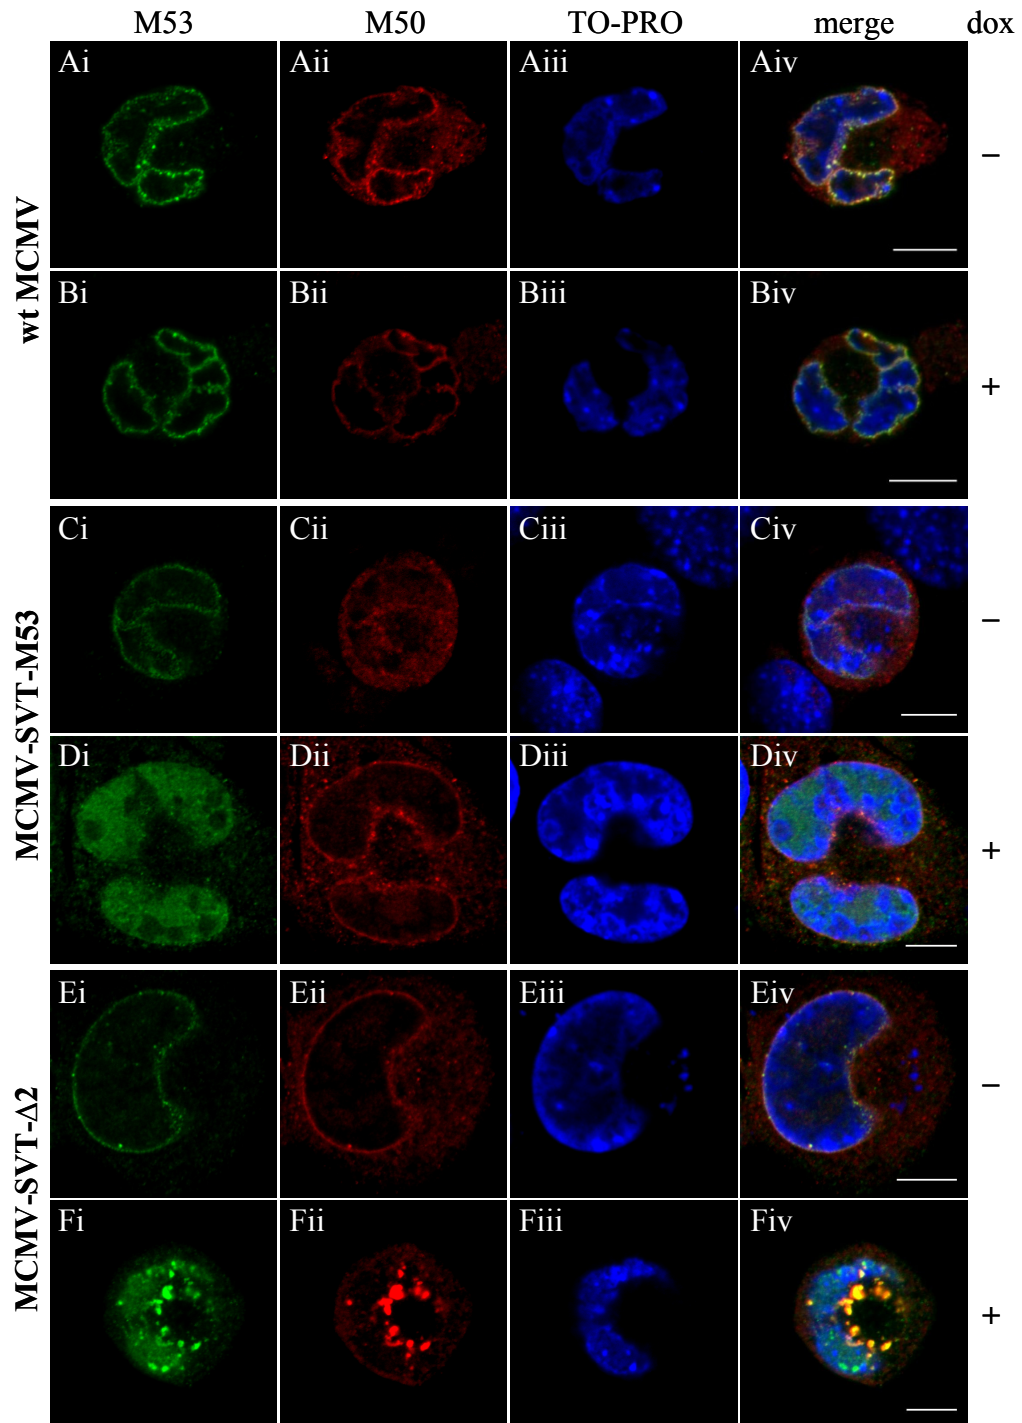 M53 M50 TO-PRO merge dox
wt MCMV
Ai Aii Aiii Aiv
−
Bi Bii Biii Biv
+
MCMV-SVT-M53
Ci Cii Ciii Civ
−
Di Dii Diii Div
+
MCMV-SVT-Δ2
Ei Eii Eiii Eiv
−
Fi Fii Fiii Fiv
+